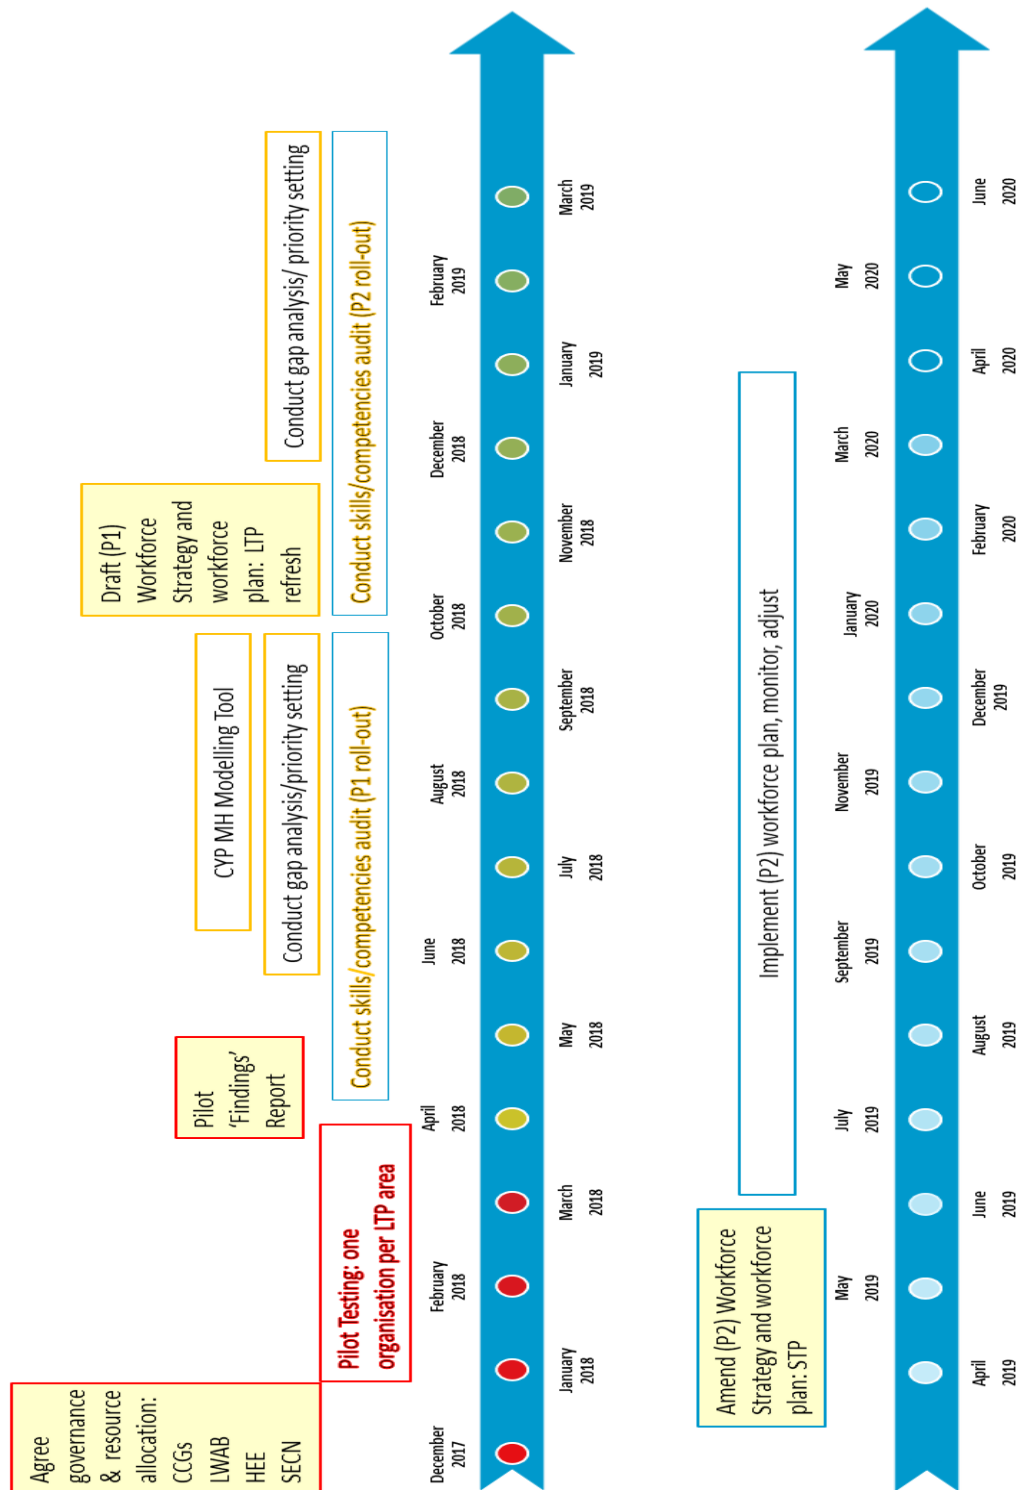 Agree
governance
& resource
allocation:
CCGs
LWAB
HEE
SECN
Pilot Testing: one
organisation per LTP area
Pilot
‘Findings’
Report
CYP MH Modelling Tool
Conduct gap analysis/priority setting
Conduct skills/competencies audit (P1 roll-out)
Draft (P1)
Workforce
Strategy and
workforce
plan: LTP
refresh
Conduct gap analysis/ priority setting
Conduct skills/competencies audit (P2 roll-out)
December
2017
January
2018
February
2018
March
2018
April
2018
May
2018
June
2018
July
2018
August
2018
September
2018
October
2018
November
2018
December
2018
January
2019
February
2019
March
2019
Amend (P2) Workforce
Strategy and workforce
plan: STP
Implement (P2) workforce plan, monitor, adjust
April
2019
May
2019
June
2019
July
2019
August
2019
September
2019
October
2019
November
2019
December
2019
January
2020
February
2020
March
2020
April
2020
May
2020
June
2020